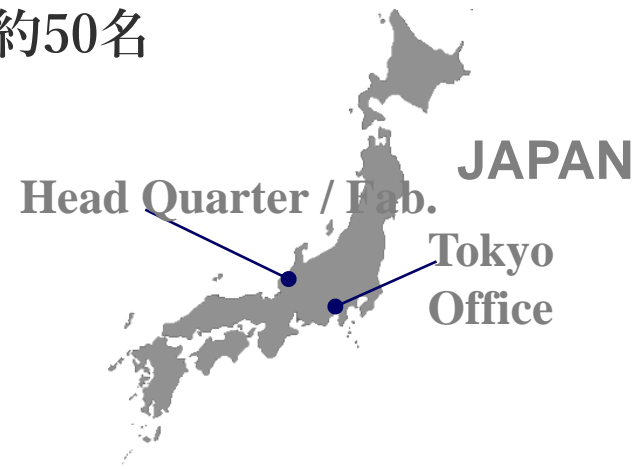 約50名
JAPAN
Head Quarter / Fab.
Tokyo
Office